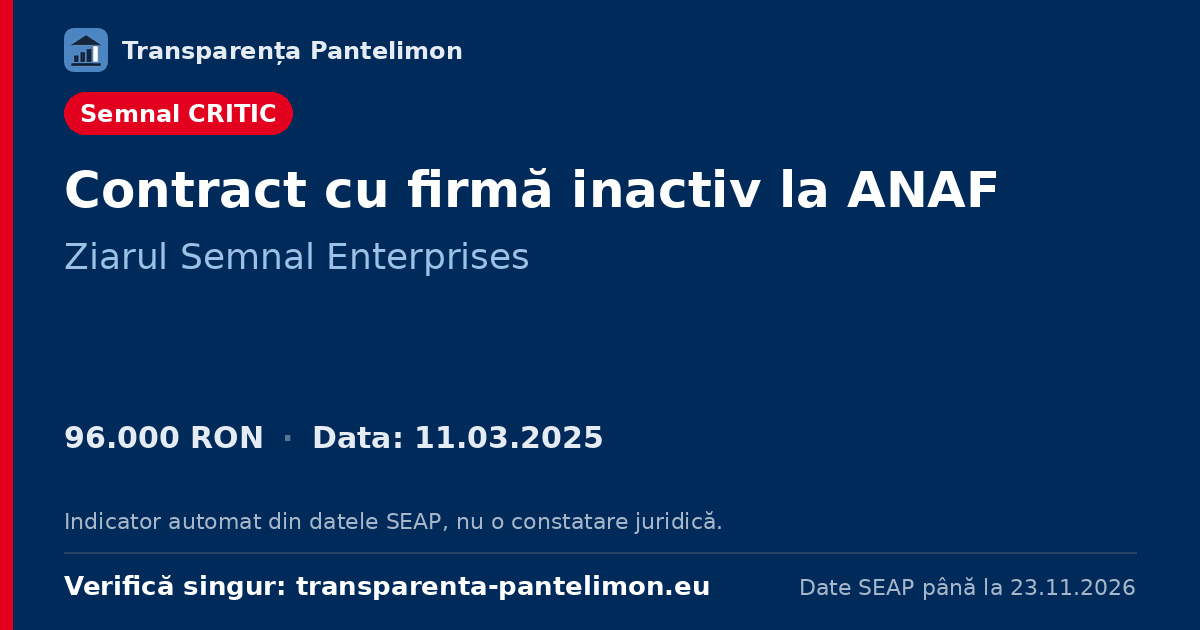 Transparența Pantelimon
Semnal CRITIC
Contract cu firmă inactiv la ANAF
Ziarul Semnal Enterprises
96.000 RON · Data: 11.03.2025
Indicator automat din datele SEAP, nu o constatare juridică.
Verifică singur: transparenta-pantelimon.eu
Date SEAP până la 23.11.2026